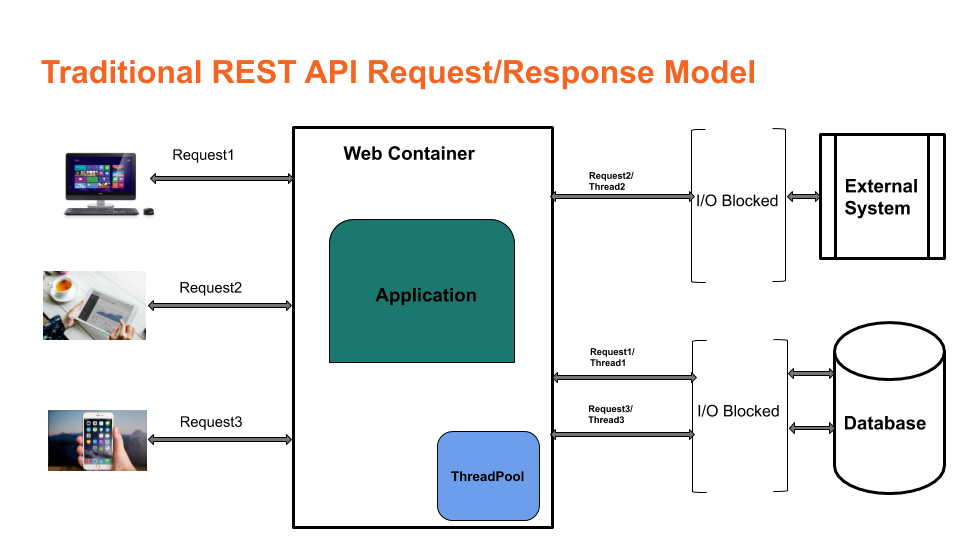 Traditional REST API Request/Response Model
Request1
Web Container
Request2/
Thread2
I/O Blocked
External
System
Request2
Application
Request1/
Thread1
Request3/
Thread3
I/O Blocked
Database
Request3
ThreadPool